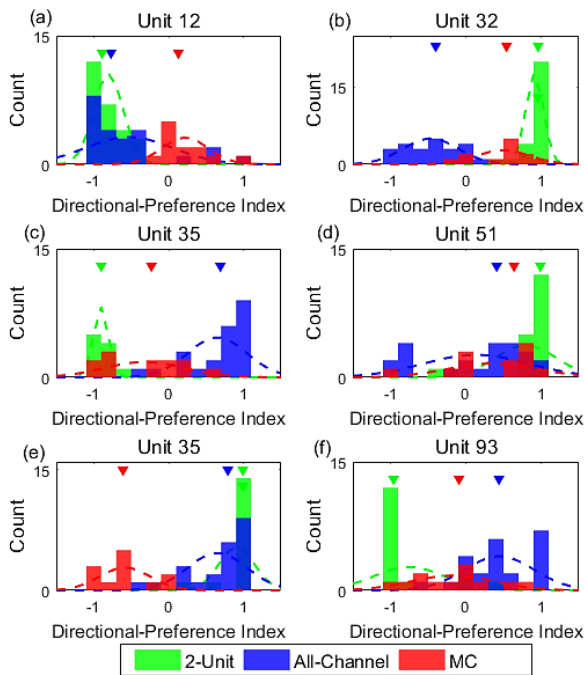 (a) Unit 12
15
Count
0
-1 0 1
Directional-Preference Index
(b) Unit 32
30
15
Count
0
-1 0 1
Directional-Preference Index
(c) Unit 35
15
Count
0
-1 0 1
Directional-Preference Index
(d) Unit 51
15
Count
0
-1 0 1
Directional-Preference Index
(e) Unit 35
15
Count
0
-1 0 1
Directional-Preference Index
(f) Unit 93
15
Count
0
-1 0 1
Directional-Preference Index
2-Unit All-Channel MC